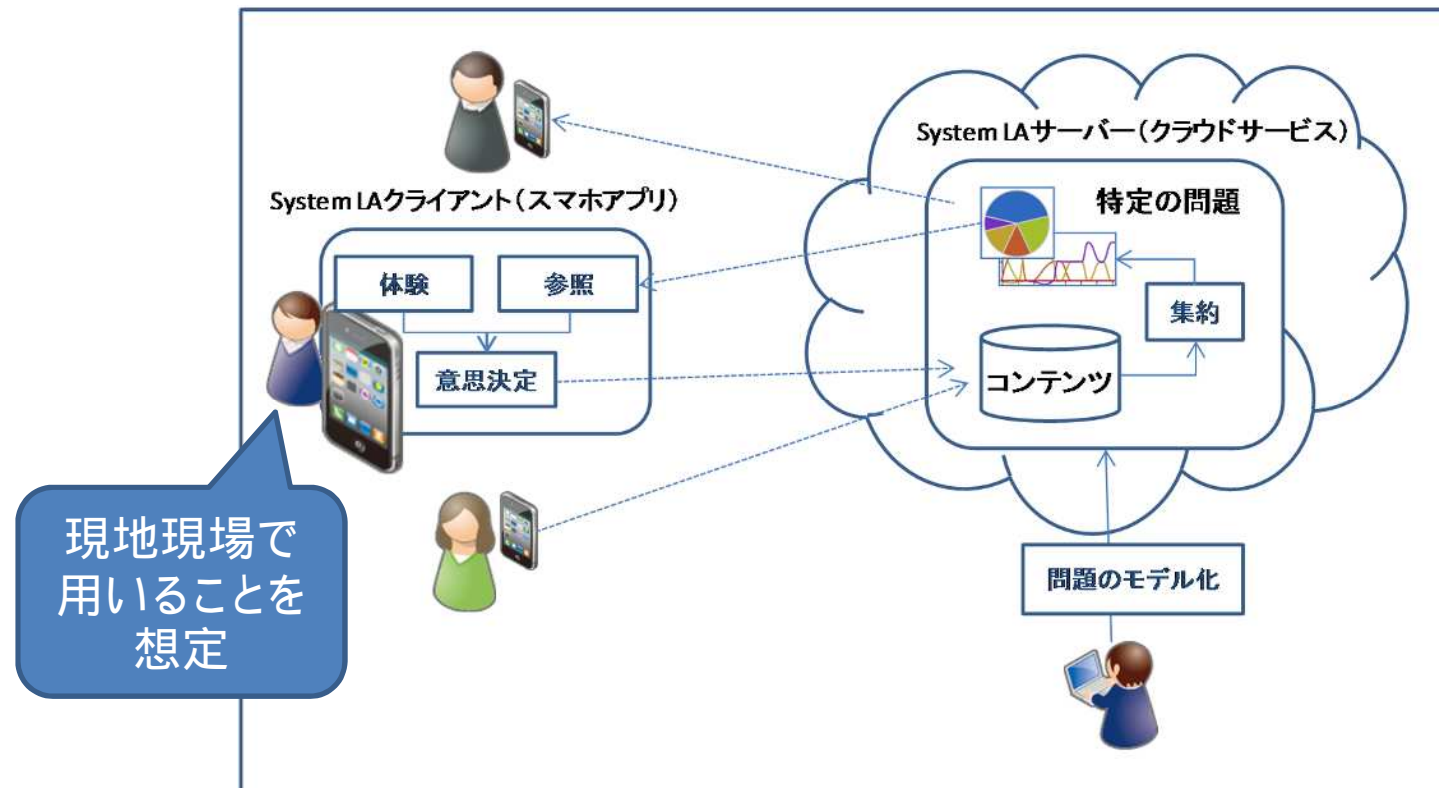 System LAサーバー(クラウドサービス)
特定の問題
System LAクライアント(スマホアプリ)
体験
参照
集約
意思決定
コンテンツ
現地現場で
用いることを
想定
問題のモデル化